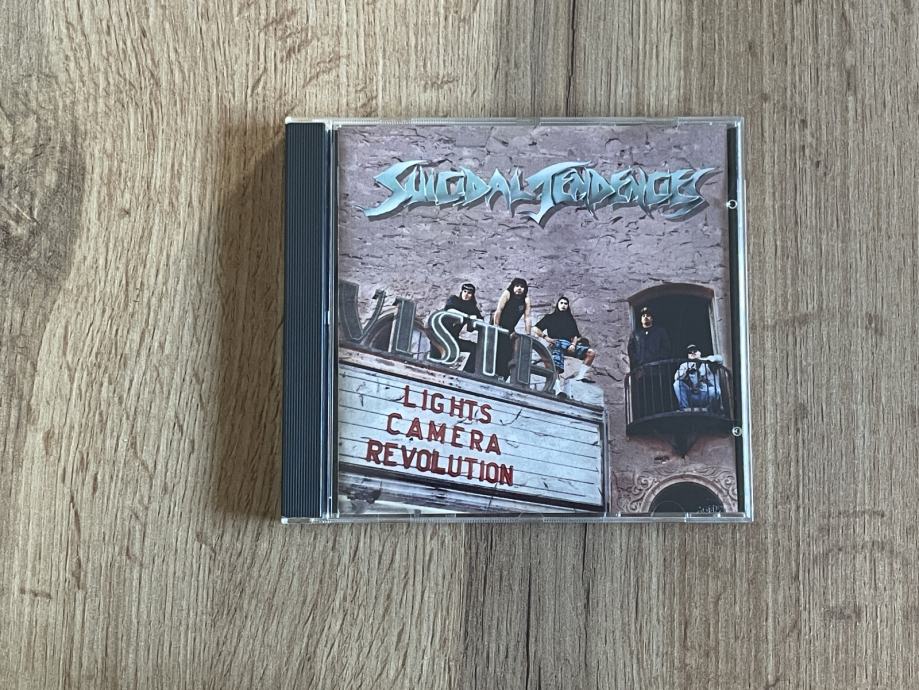 SUICIDAL TENDENCIES
VISTA
LIGHTS
CAMERA
REVOLUTION